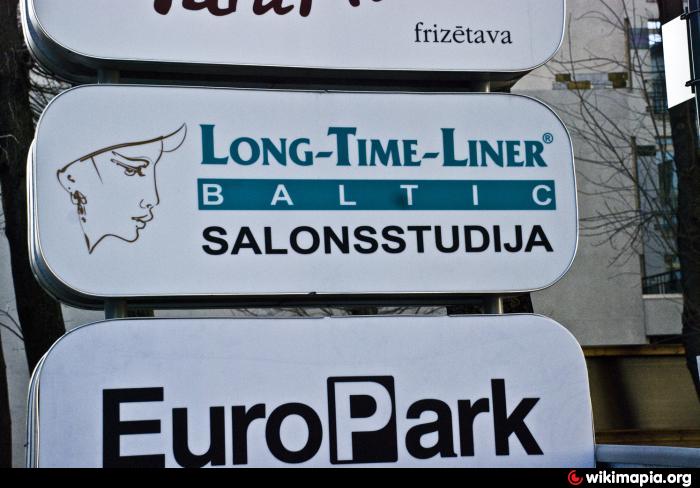 frizētava
LONG-TIME-LINER®
BALTIC
SALONSSTUDIJA
EUROPark
wikimapia.org